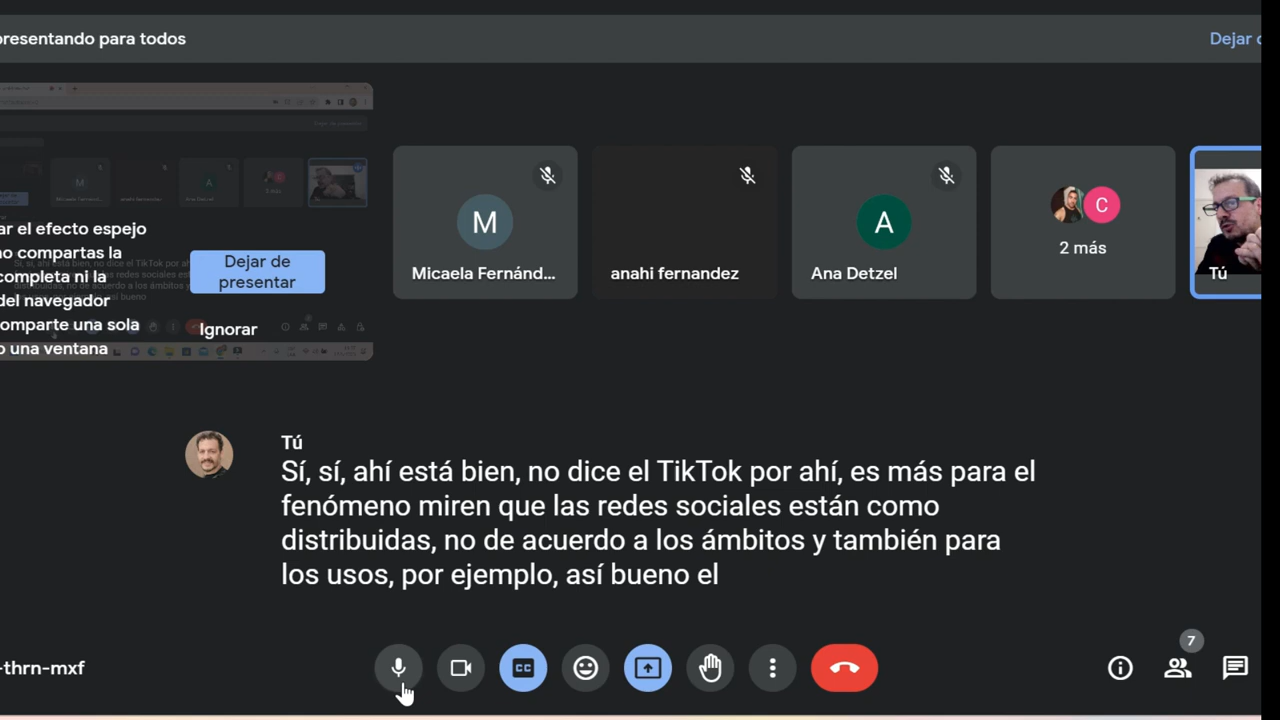 presentando para todos
Dejar
ar el efecto espejo
no compartas la
completa ni la
del navegador
omparte una sola
o una ventana
Dejar de
presentar
Ignorar
M
Micaela Fernánd...
anahi fernandez
A
Ana Detzel
C
2 más
Tú
Tú
Sí, sí, ahí está bien, no dice el TikTok por ahí, es más para el
fenómeno miren que las redes sociales están como
distribuidas, no de acuerdo a los ámbitos y también para
los usos, por ejemplo, así bueno el
-thrn-mxf
CC
7